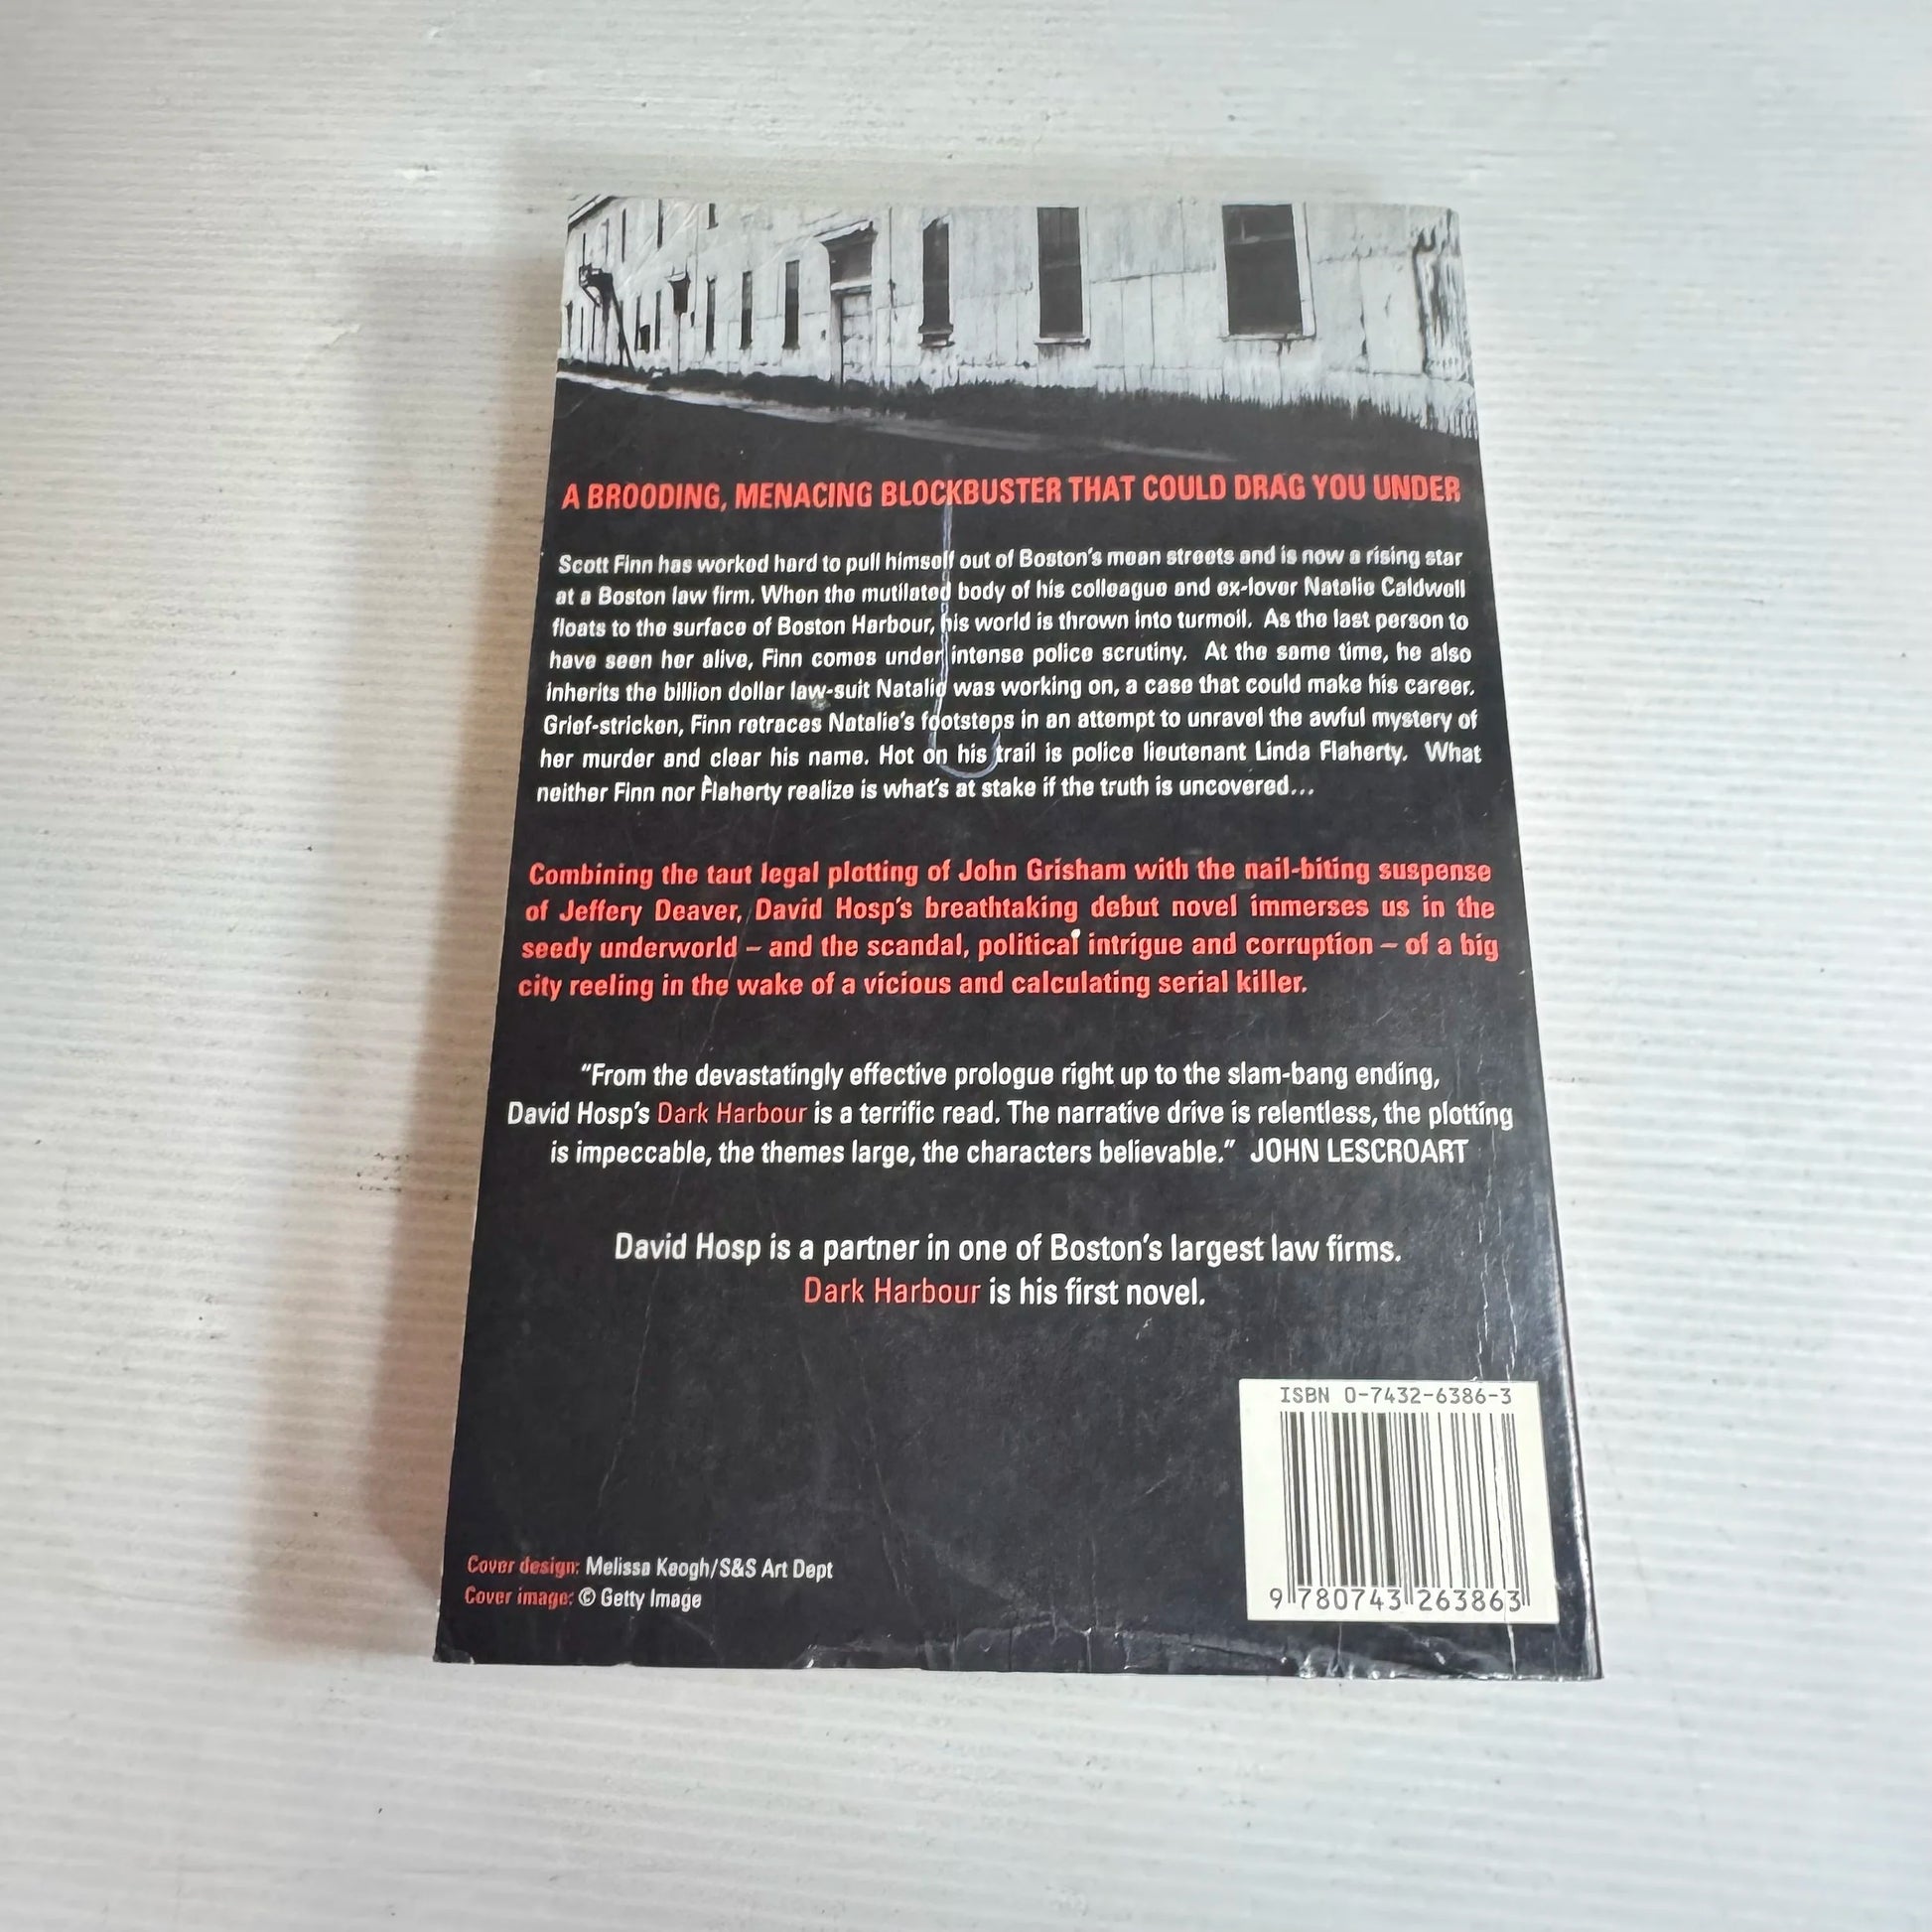 A BROODING, MENACING BLOCKBUSTER THAT COULD DRAG YOU UNDER
Scott Finn has worked hard to pull himself out of Boston's mean streets and is now a rising star
at a Boston law firm. When the mutilated body of his colleague and ex-lover Natalie Caldwell
floats to the surface of Boston Harbour, his world is thrown into turmoil. As the last person to
have seen her alive, Finn comes under intense police scrutiny. At the same time, he also
inherits the billion dollar law-suit Natalie was working on, a case that could make his career.
Grief-stricken, Finn retraces Natalie's footsteps in an attempt to unravel the awful mystery of
her murder and clear his name. Hot on his trail is police lieutenant Linda Flaherty. What
neither Finn nor Flaherty realize is what's at stake if the truth is uncovered...
Combining the taut legal plotting of John Grisham with the nail-biting suspense
of Jeffery Deaver, David Hosp's breathtaking debut novel immerses us in the
seedy underworld – and the scandal, political intrigue and corruption – of a big
city reeling in the wake of a vicious and calculating serial killer.
"From the devastatingly effective prologue right up to the slam-bang ending,
David Hosp's Dark Harbour is a terrific read. The narrative drive is relentless, the plotting
is impeccable, the themes large, the characters believable." JOHN LESCROART
David Hosp is a partner in one of Boston's largest law firms.
Dark Harbour is his first novel.
ISBN 0-7432-6386-3
9 780743 263863
Cover design: Melissa Keogh/S&S Art Dept
Cover image: © Getty Image